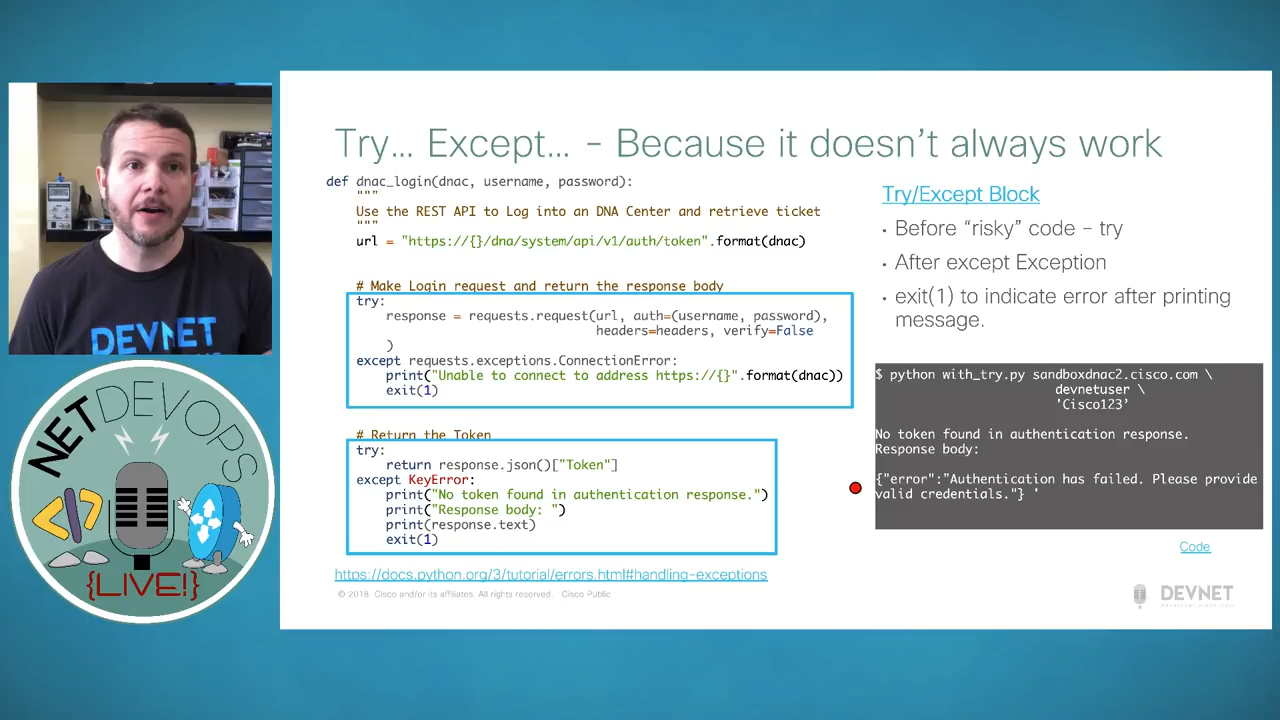 Try... Except... - Because it doesn't always work
def dnac_login(dnac, username, password):
"""
Use the REST API to Log into an DNA Center and retrieve ticket
"""
url = "https://{}/dna/system/api/v1/auth/token".format(dnac)
# Make Login request and return the response body
try:
response = requests.request(url, auth=(username, password),
headers=headers, verify=False
)
except requests.exceptions.ConnectionError:
print("Unable to connect to address https://{}".format(dnac))
exit(1)
# Return the Token
try:
return response.json()["Token"]
except KeyError:
print("No token found in authentication response.")
print("Response body: ")
print(response.text)
exit(1)
https://docs.python.org/3/tutorial/errors.html#handling-exceptions
© 2018 Cisco and/or its affiliates. All rights reserved. Cisco Public
Try/Except Block
• Before "risky" code – try
• After except Exception
• exit(1) to indicate error after printing
message.
$ python with_try.py sandboxdnac2.cisco.com \
devnetuser \
'Cisco123'
No token found in authentication response.
Response body:
{"error":"Authentication has failed. Please provide
valid credentials."} '
Code
DEVNET
DEVNET
NETDEVOPS
</>
{LIVE!}